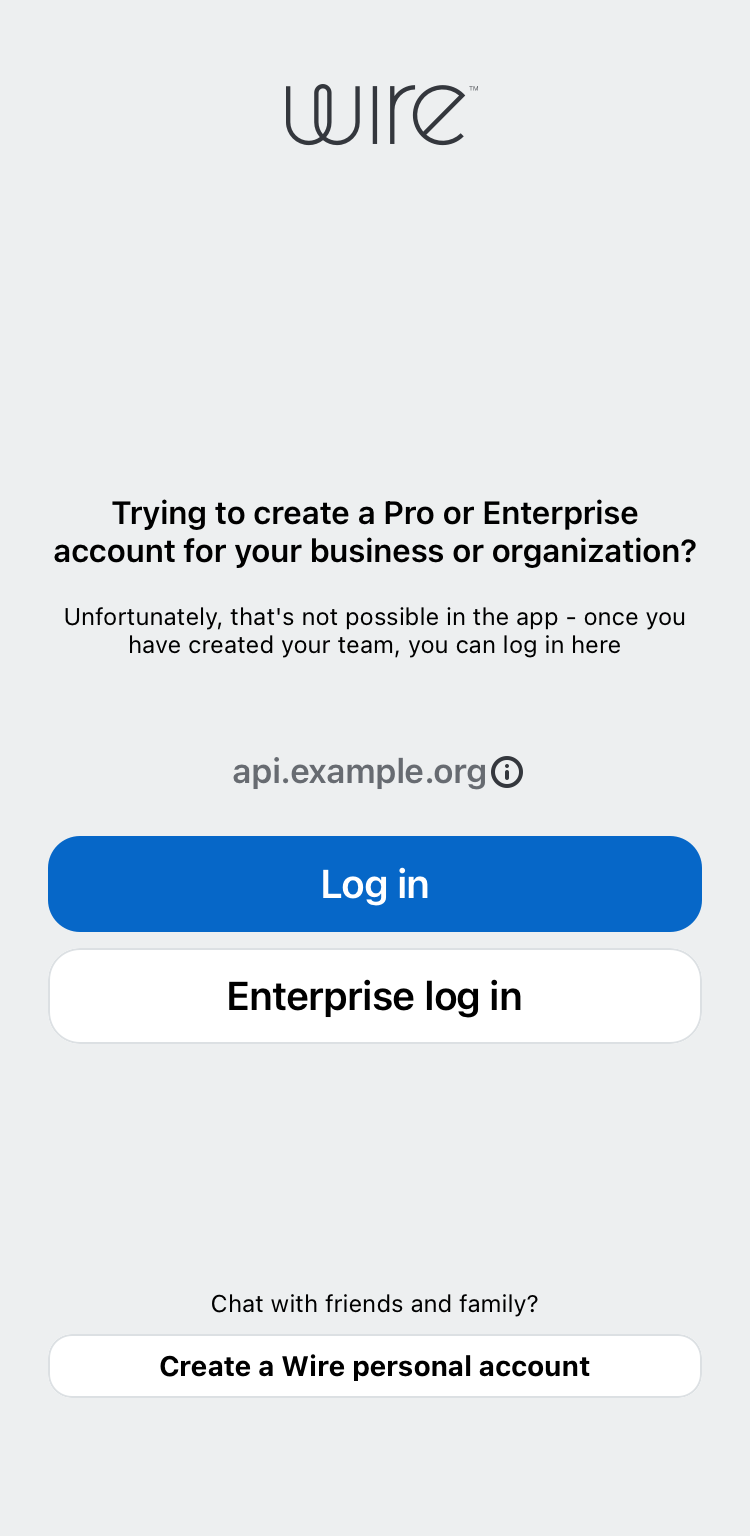 wire™
Trying to create a Pro or Enterprise
account for your business or organization?
Unfortunately, that's not possible in the app - once you
have created your team, you can log in here
api.example.org
Log in
Enterprise log in
Chat with friends and family?
Create a Wire personal account